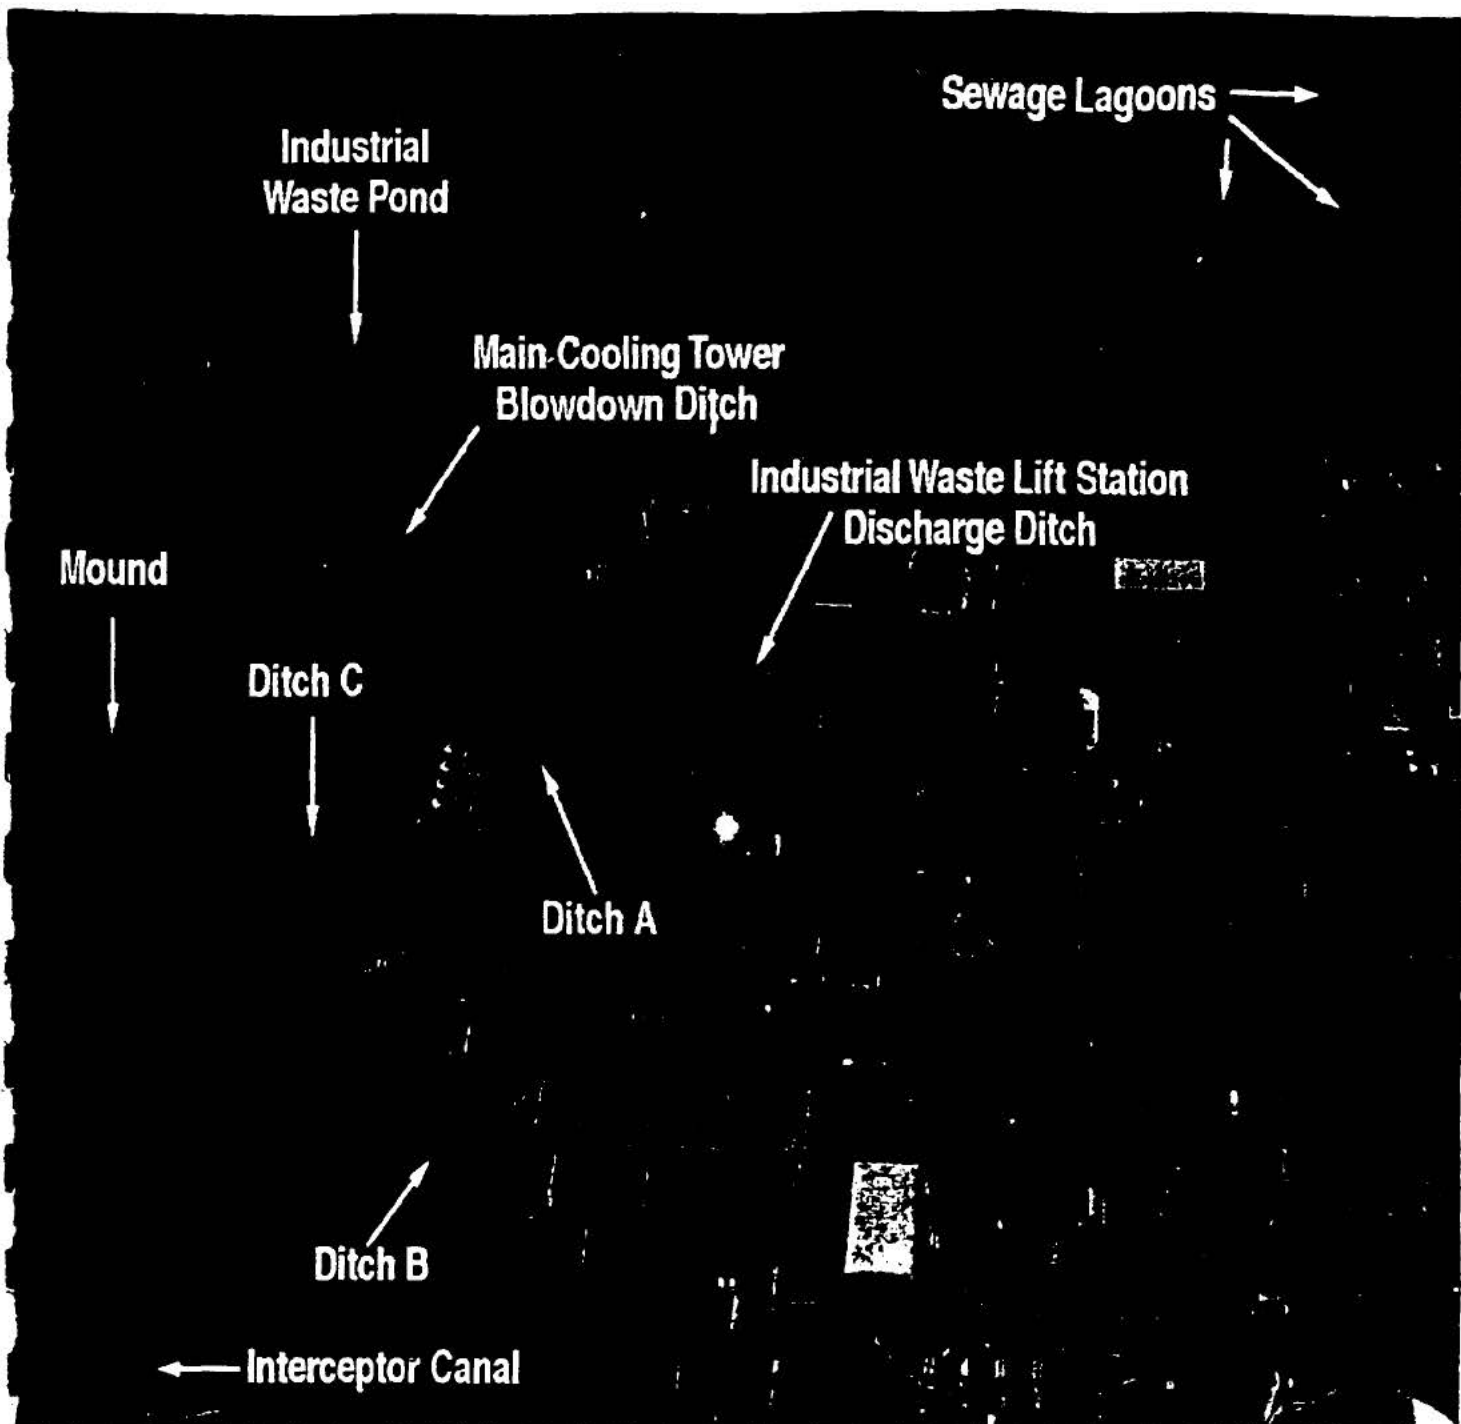 Sewage Lagoons
Industrial
Waste Pond
Main Cooling Tower
Blowdown Ditch
Industrial Waste Lift Station
Discharge Ditch
Mound
Ditch C
Ditch A
Ditch B
Interceptor Canal